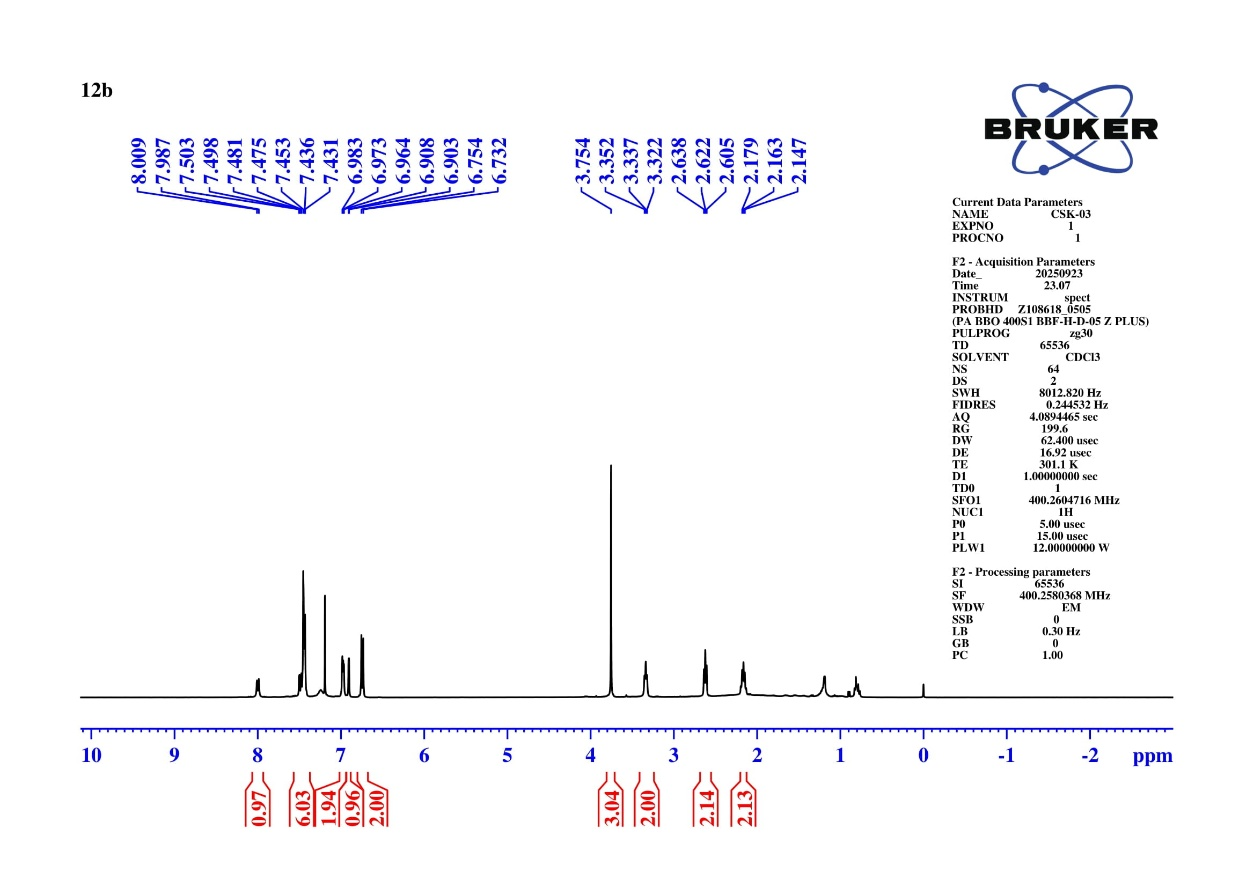 12b
BRUKER
8.009
7.987
7.503
7.498
7.481
7.475
7.453
7.436
7.431
6.983
6.973
6.964
6.908
6.903
6.754
6.732
3.754
3.352
3.337
3.322
2.638
2.622
2.605
2.179
2.163
2.147
Current Data Parameters
NAME CSK-03
EXPNO 1
PROCNO 1
F2 - Acquisition Parameters
Date_ 20250923
Time 23.07
INSTRUM spect
PROBHD Z108618_0505
(PA BBO 400S1 BBF-H-D-05 Z PLUS)
PULPROG zg30
TD 65536
SOLVENT CDCl3
NS 64
DS 2
SWH 8012.820 Hz
FIDRES 0.244532 Hz
AQ 4.0894465 sec
RG 199.6
DW 62.400 usec
DE 16.92 usec
TE 301.1 K
D1 1.00000000 sec
TD0 1
SFO1 400.2604716 MHz
NUC1 1H
P0 5.00 usec
P1 15.00 usec
PLW1 12.00000000 W
F2 - Processing parameters
SI 65536
SF 400.2580368 MHz
WDW EM
SSB 0
LB 0.30 Hz
GB 0
PC 1.00
10 9 8 7 6 5 4 3 2 1 0 -1 -2 ppm
0.97
6.03
1.94
0.96
2.00
3.04
2.00
2.14
2.13